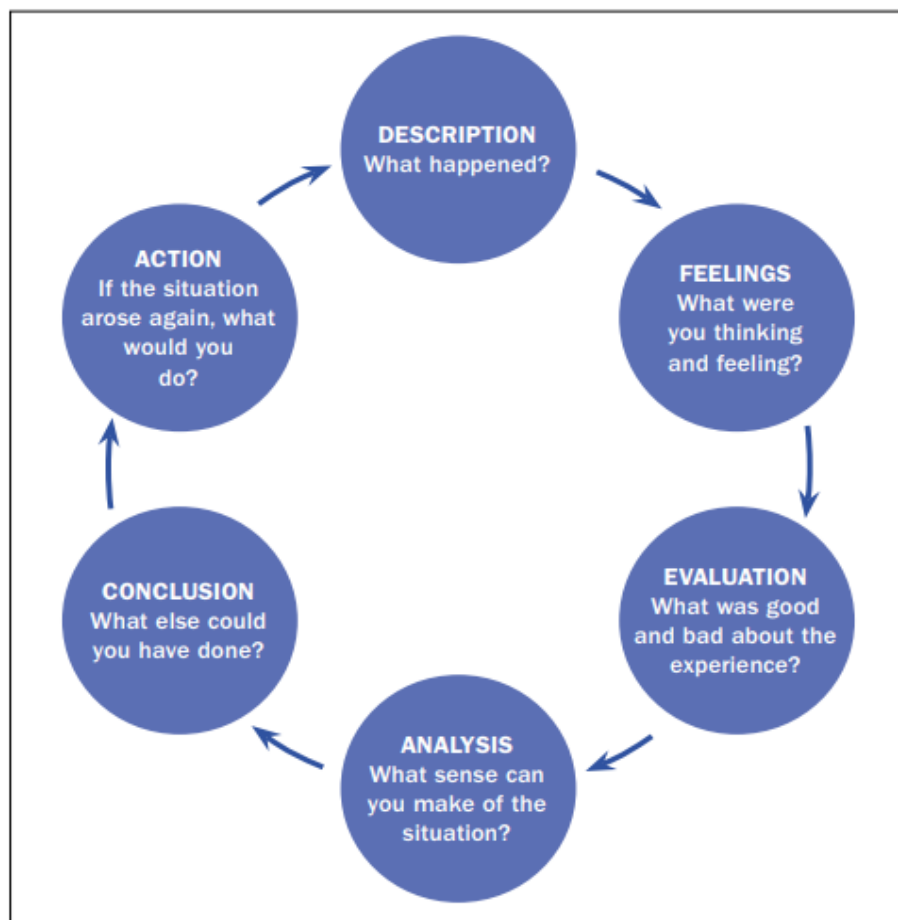 DESCRIPTION
What happened?
FEELINGS
What were
you thinking
and feeling?
EVALUATION
What was good
and bad about the
experience?
ANALYSIS
What sense can
you make of the
situation?
CONCLUSION
What else could
you have done?
ACTION
If the situation
arose again, what
would you
do?